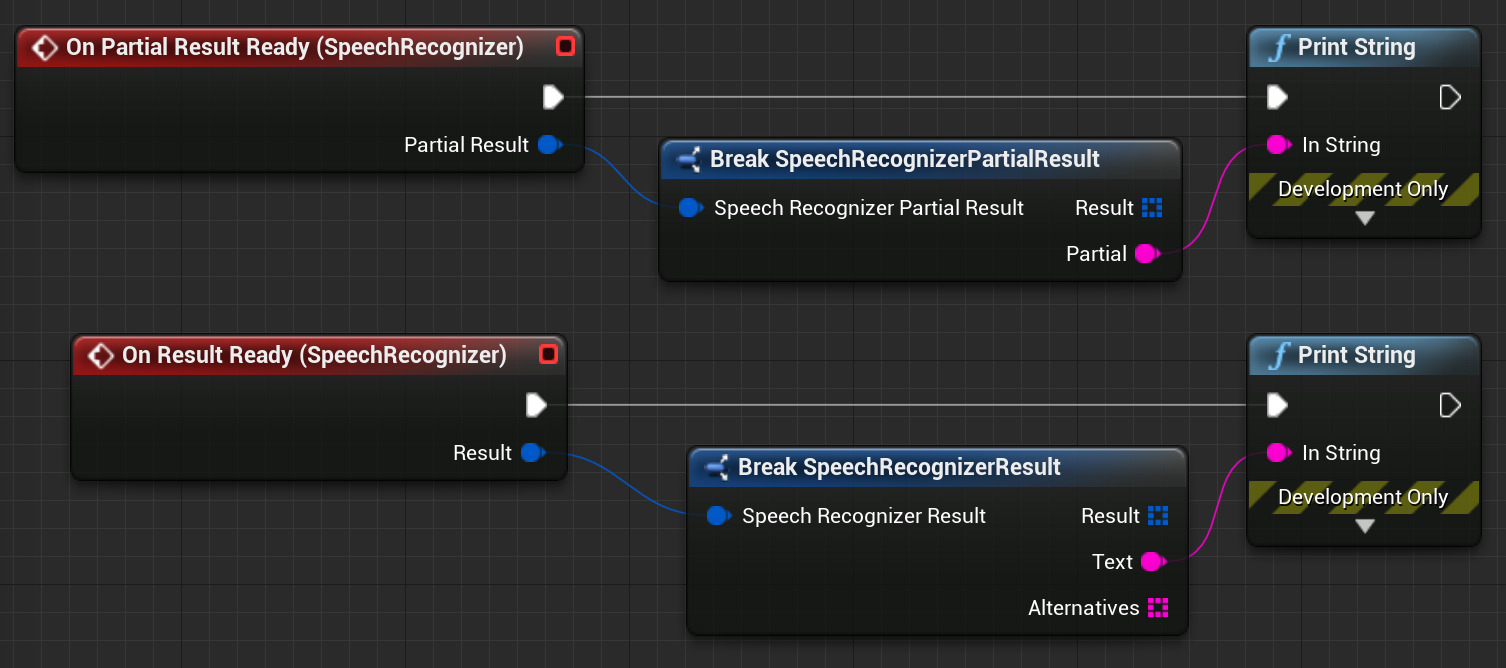 On Partial Result Ready (SpeechRecognizer)
Partial Result
Break SpeechRecognizerPartialResult
Speech Recognizer Partial Result Result
Partial
Print String
In String
Development Only
On Result Ready (SpeechRecognizer)
Result
Break SpeechRecognizerResult
Speech Recognizer Result Result
Text
Alternatives
Print String
In String
Development Only